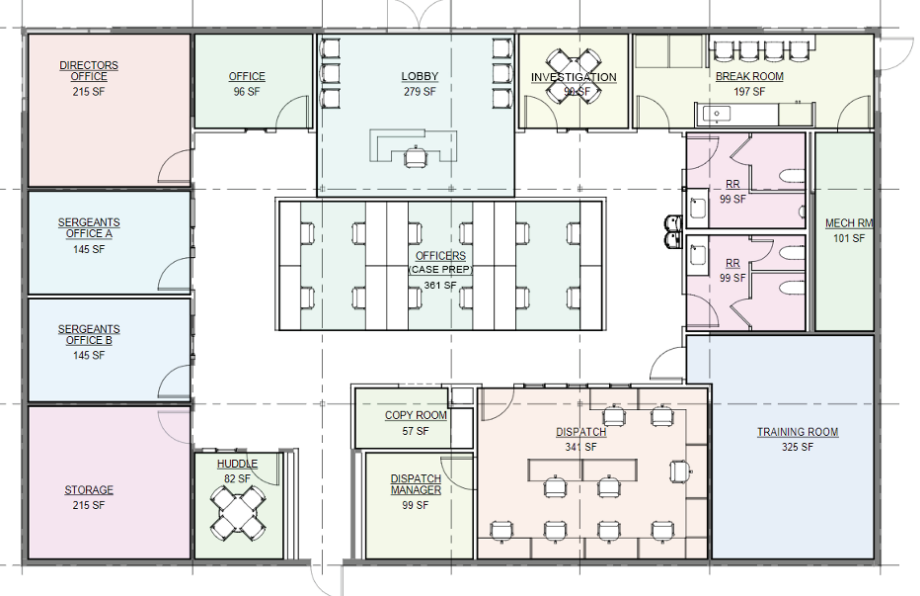 DIRECTORS
OFFICE
215 SF
OFFICE
96 SF
LOBBY
279 SF
INVESTIGATION
99 SF
BREAK ROOM
197 SF
SERGEANTS
OFFICE A
145 SF
OFFICERS
(CASE PREP)
361 SF
RR
99 SF
MECH RM
101 SF
RR
99 SF
SERGEANTS
OFFICE B
145 SF
COPY ROOM
57 SF
DISPATCH
341 SF
TRAINING ROOM
325 SF
STORAGE
215 SF
HUDDLE
82 SF
DISPATCH
MANAGER
99 SF